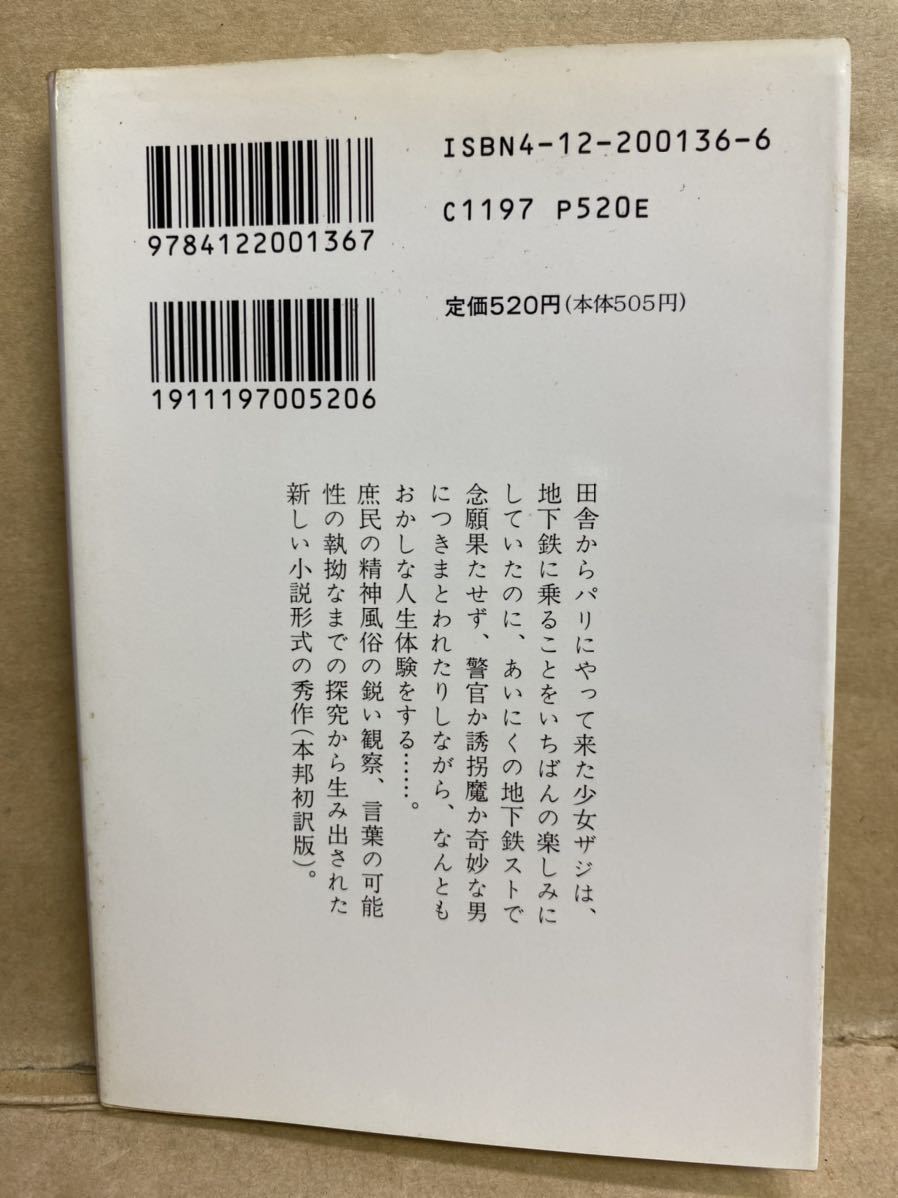 ISBN4-12-200136-6
C1197 P520E
9784122001367
定価520円(本体505円)
1911197005206
田舎からパリにやって来た少女ザジは、
地下鉄に乗ることをいちばんの楽しみに
していたのに、あいにくの地下鉄ストで
念願果たせず、警官か誘拐魔か奇妙な男
につきまとわれたりしながら、なんとも
おかしな人生体験をする……。
庶民の精神風俗の鋭い観察、言葉の可能
性の執拗なまでの探究から生み出された
新しい小説形式の秀作(本邦初訳版)。